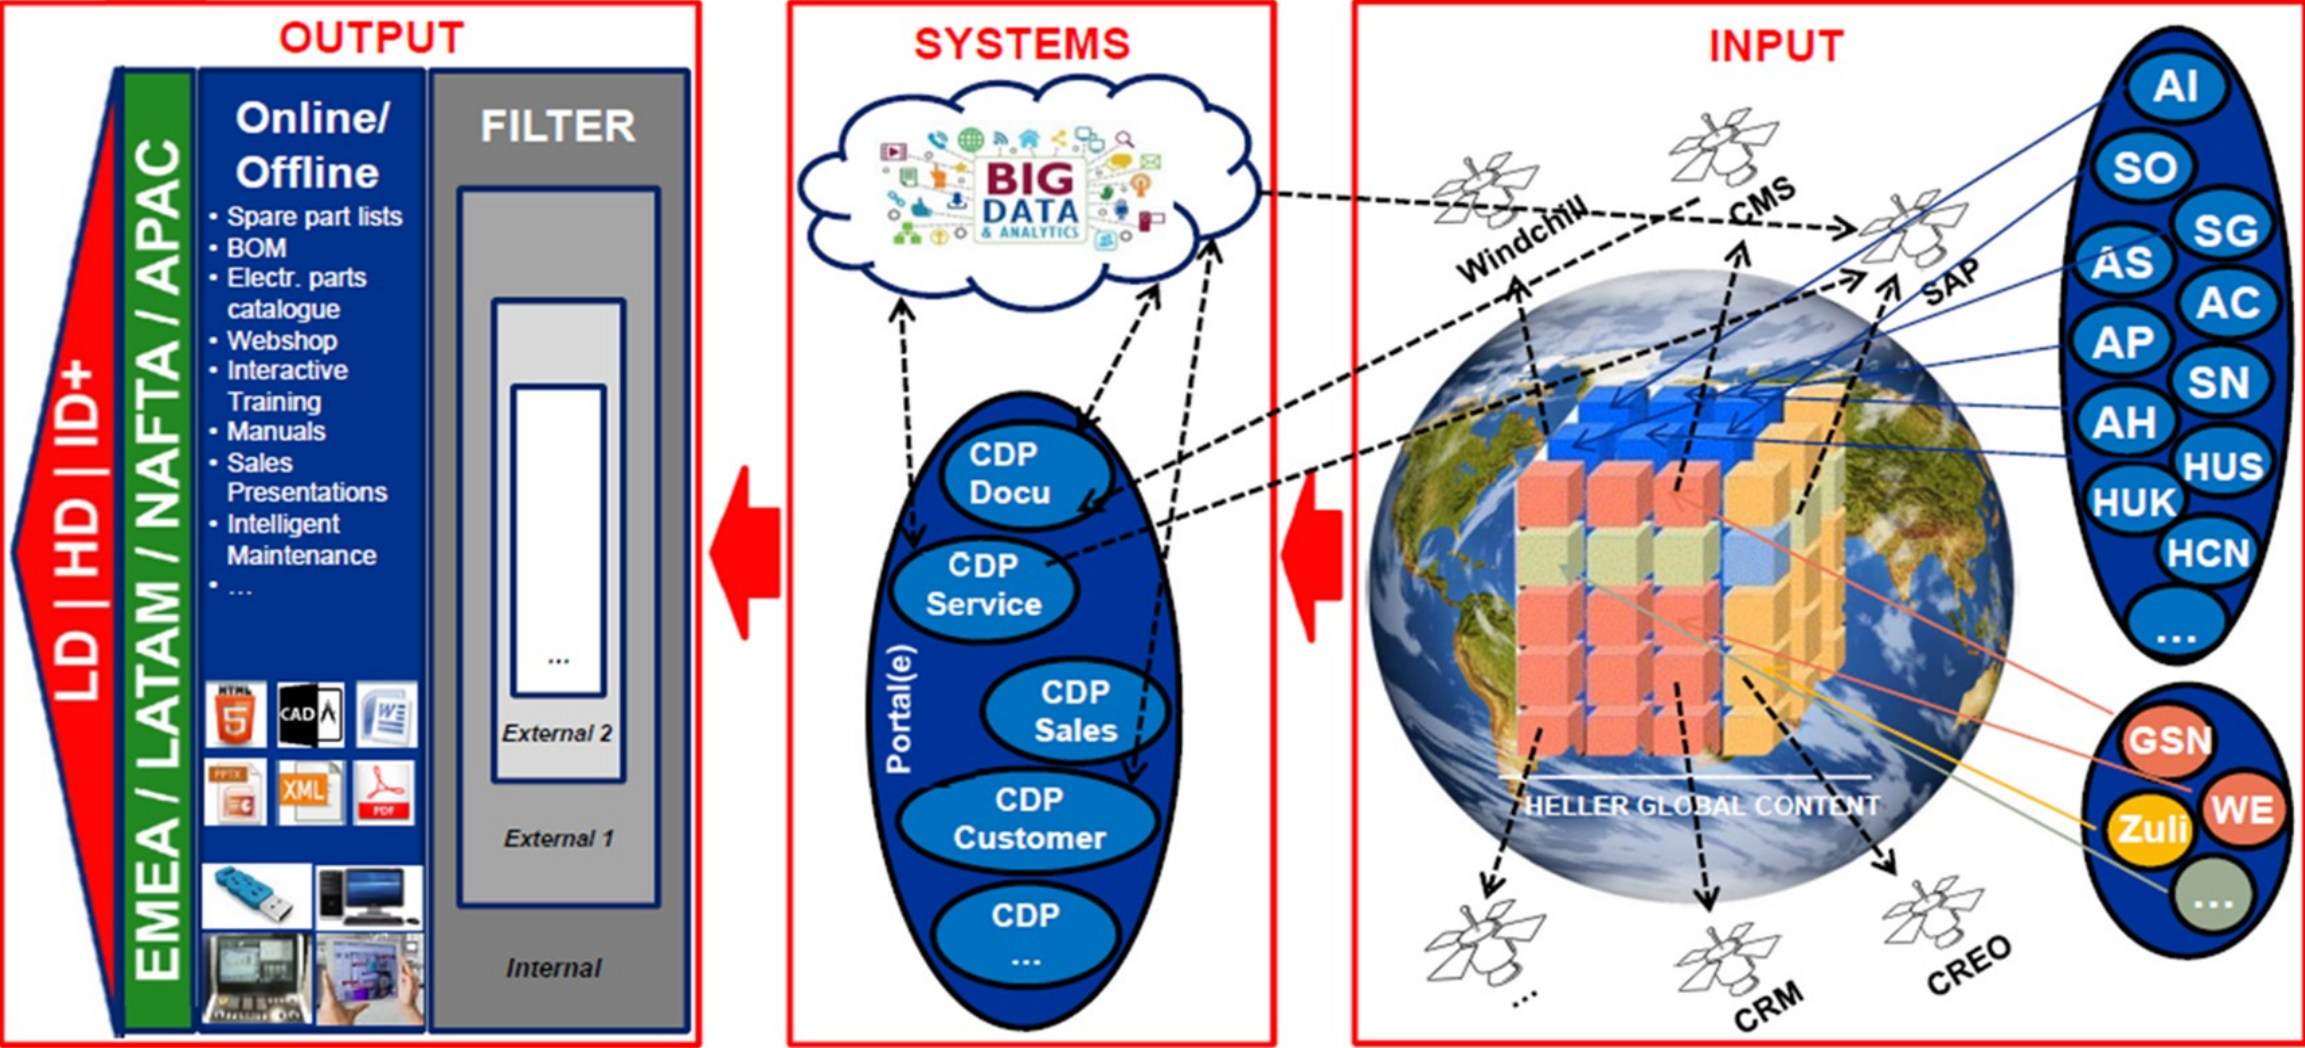 OUTPUT
LD | HD | ID+
EMEA / LATAM / NAFTA / APAC
Online/
Offline
• Spare part lists
• BOM
• Electr. parts
catalogue
• Webshop
• Interactive
Training
• Manuals
• Sales
Presentations
• Intelligent
Maintenance
• ...
HTML
5
CAD
W
PPTX
XML
PDF
FILTER
...
External 2
External 1
Internal
SYSTEMS
BIG
DATA
& ANALYTICS
Portal(e)
CDP
Docu
CDP
Service
CDP
Sales
CDP
Customer
CDP
...
INPUT
Windchill
CMS
SAP
HELLER GLOBAL CONTENT
...
CRM
CREO
AI
SO
SG
AS
AC
AP
SN
AH
HUS
HUK
HCN
...
GSN
WE
Zuli
...